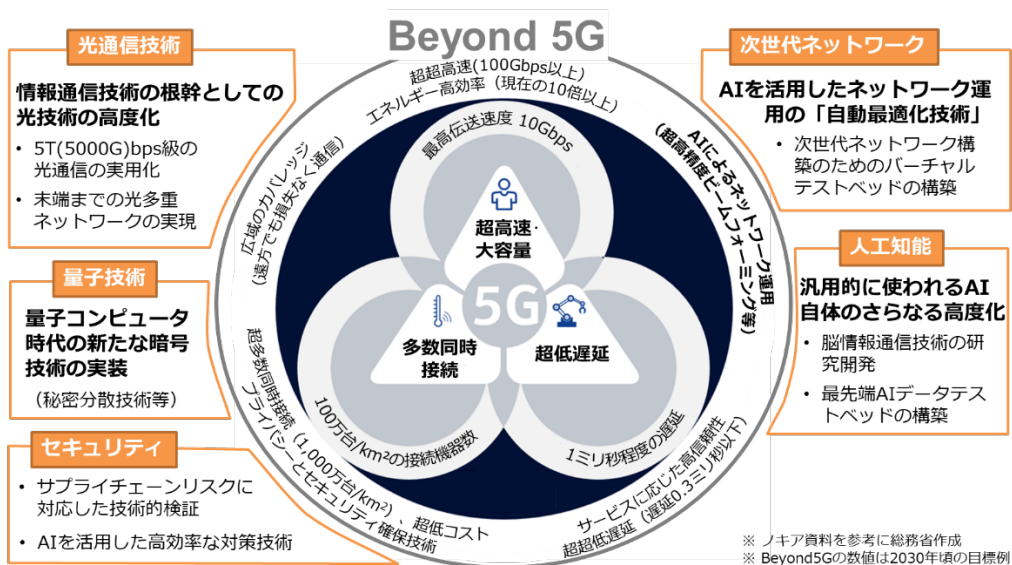 Beyond 5G
光通信技術
情報通信技術の根幹としての
光技術の高度化
• 5T(5000G)bps級の
光通信の実用化
• 末端までの光多重
ネットワークの実現
量子技術
量子コンピュータ
時代の新たな暗号
技術の実装
（秘密分散技術等）
セキュリティ
• サプライチェーンリスクに
対応した技術的検証
• AIを活用した高効率な対策技術
超超高速(100Gbps以上)
エネルギー高効率（現在の10倍以上）
広域のカバレッジ
（遠方でも損失なく通信）
AIによるネットワーク運用
(超高精度ビームフォーミング等)
最高伝送速度 10Gbps
超高速･
大容量
5G
多数同時
接続
超低遅延
100万台/km²の接続機器数
1ミリ秒程度の遅延
超多数同時接続（1,000万台/km²）、超低コスト
プライバシーとセキュリティ確保技術
サービスに応じた高信頼性
超超低遅延（遅延0.3ミリ秒以下）
次世代ネットワーク
AIを活用したネットワーク運
用の「自動最適化技術」
• 次世代ネットワーク構
築のためのバーチャル
テストベッドの構築
人工知能
汎用的に使われるAI
自体のさらなる高度化
• 脳情報通信技術の研
究開発
• 最先端AIデータテス
トベッドの構築
※ ノキア資料を参考に総務省作成
※ Beyond5Gの数値は2030年頃の目標例